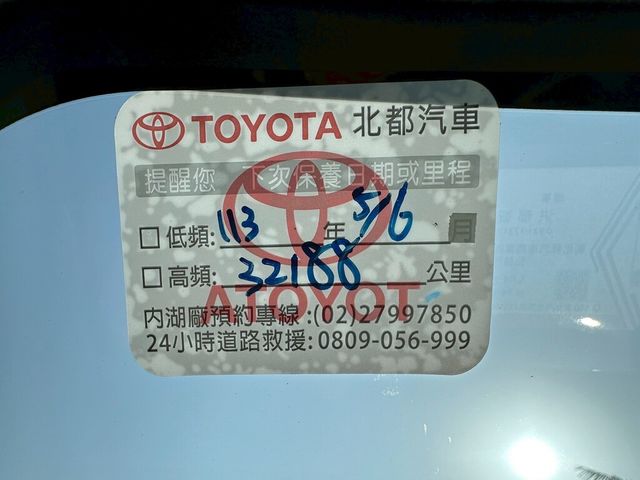 TOYOTA 北都汽車
提醒您 下次保養日期或里程
低頻: 113 年 5/6 月
高頻: 32188 公里
ATOYOT
內湖廠預約專線:(02)27997850
24小時道路救援: 0809-056-999